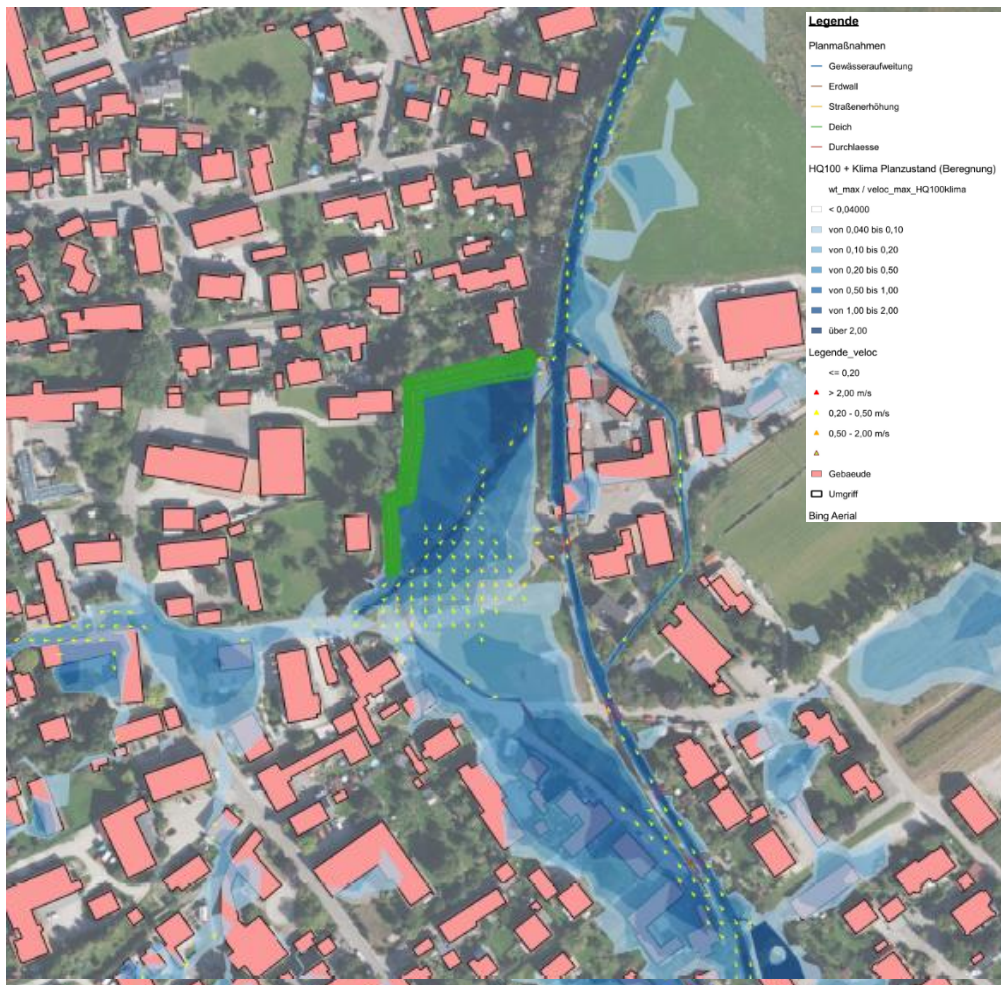 Legende
Planmaßnahmen
Gewässeraufweitung
Erdwall
Straßenerhöhung
Deich
Durchlaesse
HQ100 + Klima Planzustand (Beregnung)
wt_max / veloc_max_HQ100klima
< 0,04000
von 0,040 bis 0,10
von 0,10 bis 0,20
von 0,20 bis 0,50
von 0,50 bis 1,00
von 1,00 bis 2,00
über 2,00
Legende_veloc
<= 0,20
> 2,00 m/s
0,20 - 0,50 m/s
0,50 - 2,00 m/s
Gebaeude
Umgriff
Bing Aerial